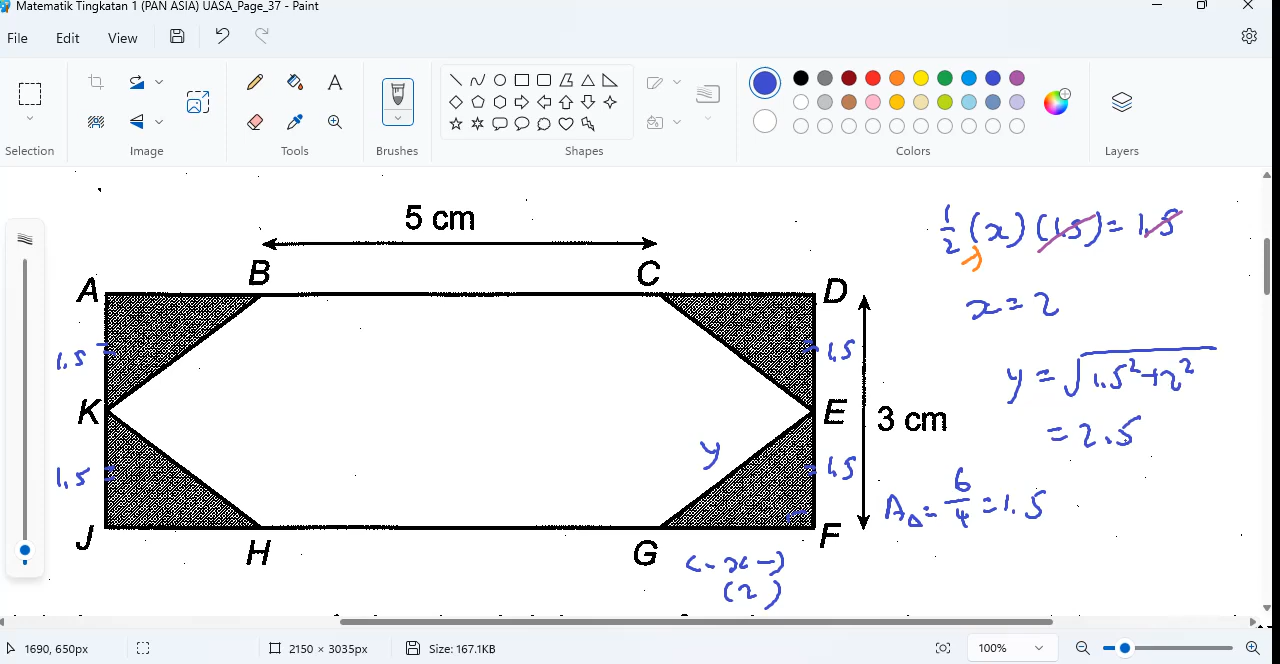 Matematik Tingkatan 1 (PAN ASIA) UASA_Page_37 - Paint
File Edit View
Selection Image Tools Brushes Shapes Colors Layers
5 cm
A B C D
K E
J H G F
3 cm
1.5
1.5
1.5
1.5
y
<-x->
(2)
1/2 (x) (1.5) = 1.5
x = 2
y = √1.5²+2²
= 2.5
A△ = 6/4 = 1.5
1690, 650px 2150 × 3035px Size: 167.1KB 100%